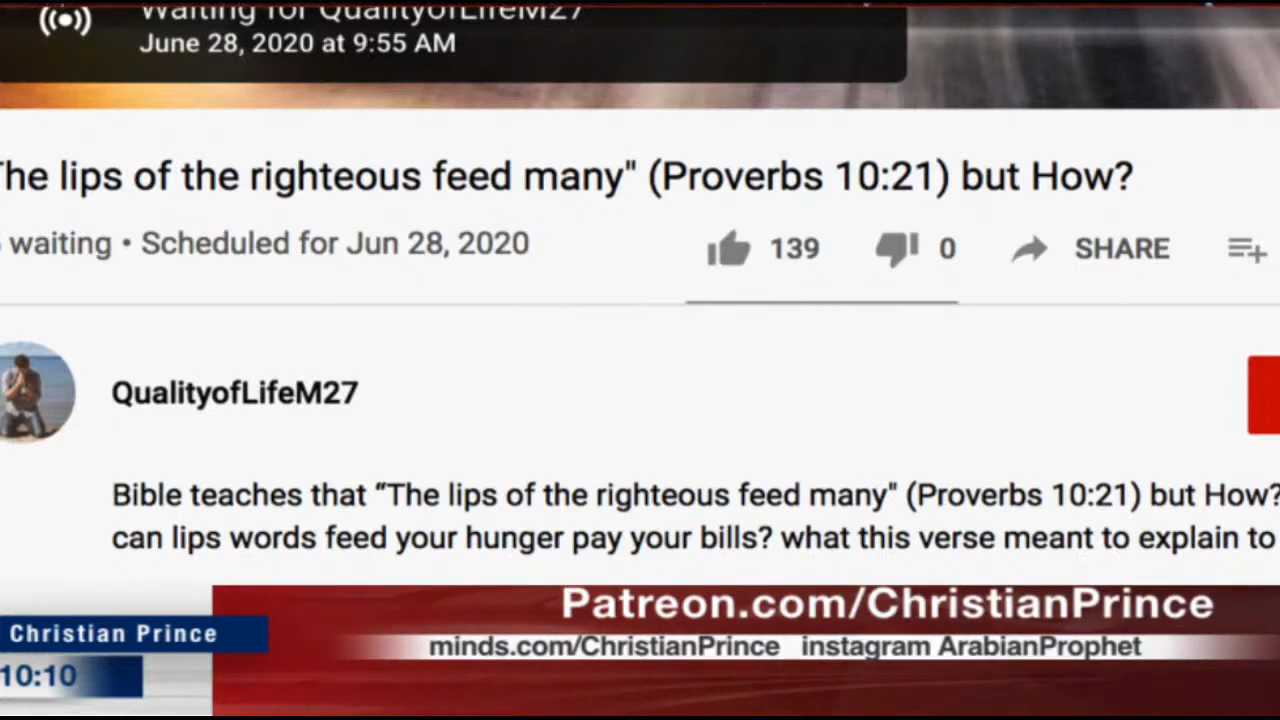 Waiting for QualityofLifeM27
June 28, 2020 at 9:55 AM
The lips of the righteous feed many" (Proverbs 10:21) but How?
waiting • Scheduled for Jun 28, 2020
139
0
SHARE
QualityofLifeM27
Bible teaches that “The lips of the righteous feed many" (Proverbs 10:21) but How?
can lips words feed your hunger pay your bills? what this verse meant to explain to
Patreon.com/ChristianPrince
Christian Prince
minds.com/ChristianPrince instagram ArabianProphet
10:10